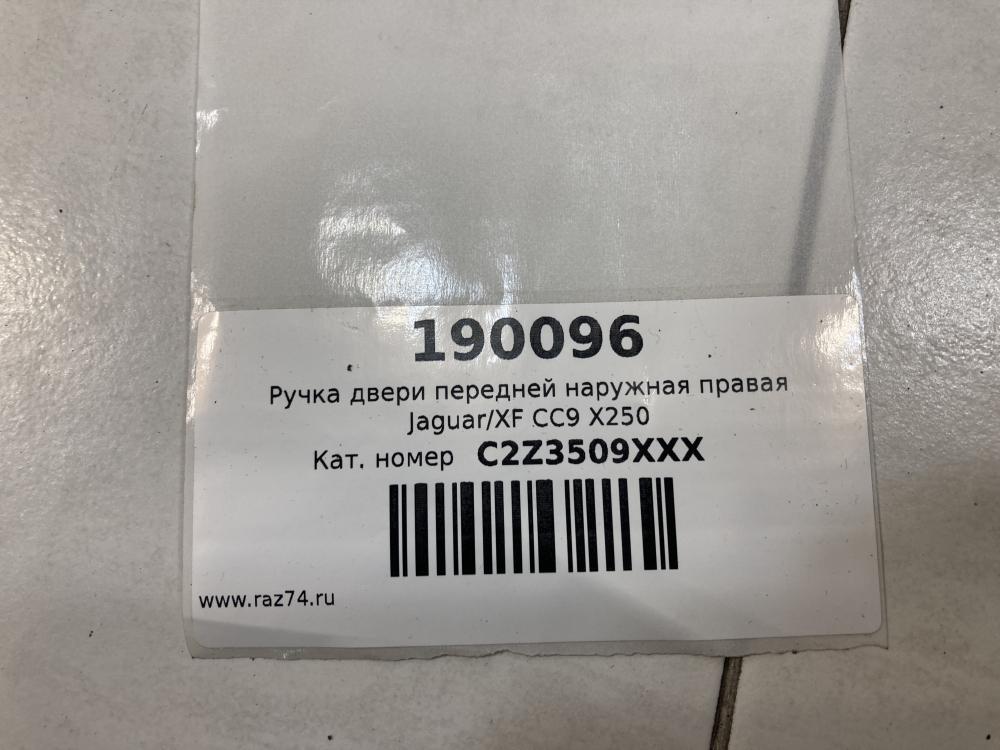 190096
Ручка двери передней наружная правая
Jaguar/XF CC9 X250
Кат. номер C2Z3509XXX
www.raz74.ru